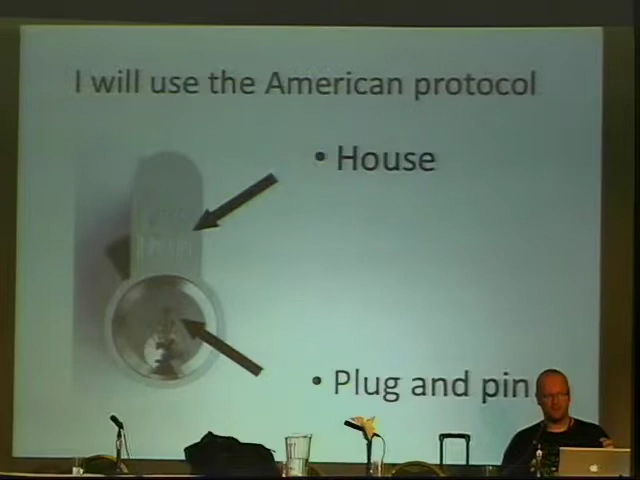 I will use the American protocol
• House
• Plug and pin